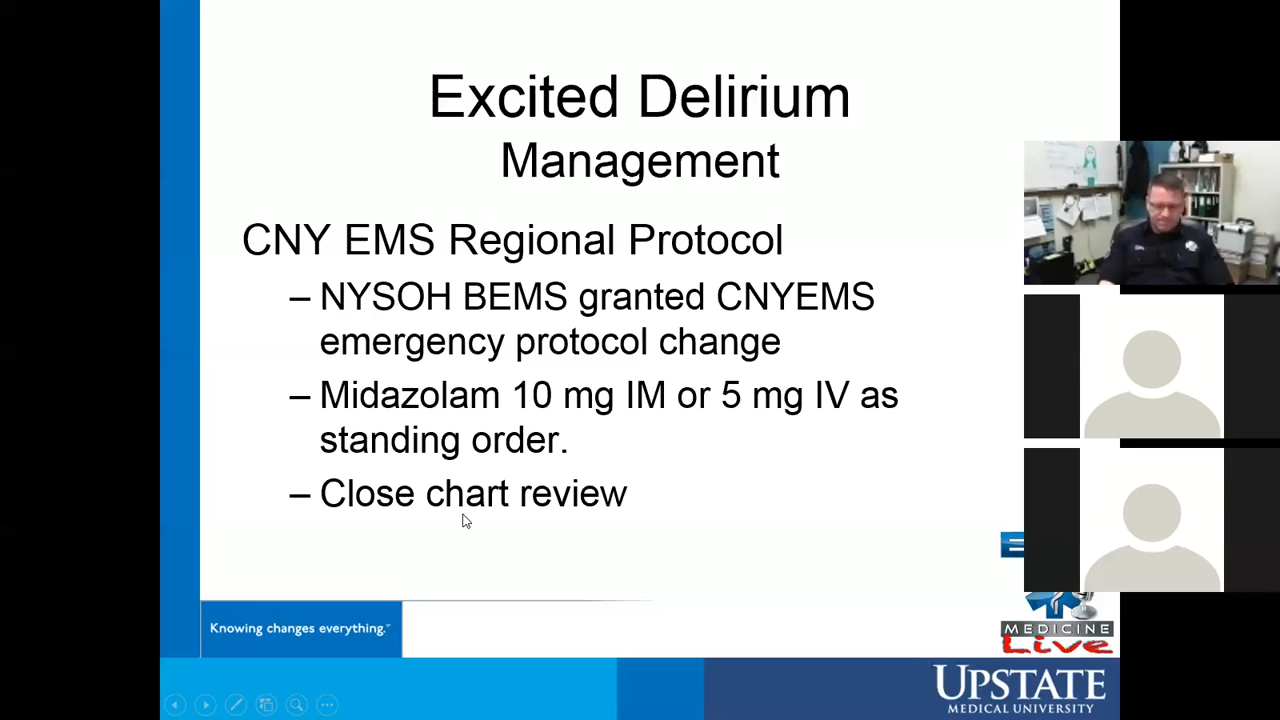 Excited Delirium
Management
CNY EMS Regional Protocol
– NYSOH BEMS granted CNYEMS
emergency protocol change
– Midazolam 10 mg IM or 5 mg IV as
standing order.
– Close chart review
Knowing changes everything.
MEDICINE
Live
UPSTATE
MEDICAL UNIVERSITY